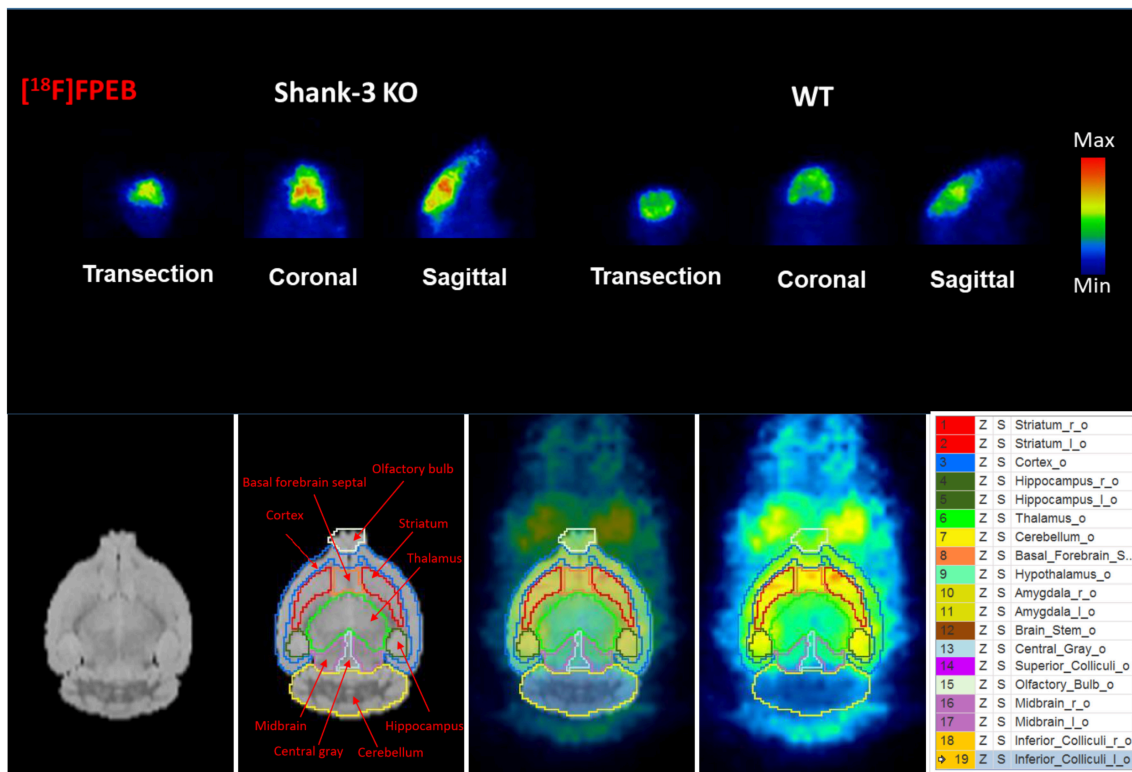 [¹⁸F]FPEB
Shank-3 KO
WT
Max
Min
Transection
Coronal
Sagittal
Transection
Coronal
Sagittal
Olfactory bulb
Basal forebrain septal
Cortex
Striatum
Thalamus
Midbrain
Central gray
Cerebellum
Hippocampus
1 Z S Striatum_r_o
2 Z S Striatum_l_o
3 Z S Cortex_o
4 Z S Hippocampus_r_o
5 Z S Hippocampus_l_o
6 Z S Thalamus_o
7 Z S Cerebellum_o
8 Z S Basal_Forebrain_S...
9 Z S Hypothalamus_o
10 Z S Amygdala_r_o
11 Z S Amygdala_l_o
12 Z S Brain_Stem_o
13 Z S Central_Gray_o
14 Z S Superior_Colliculi_o
15 Z S Olfactory_Bulb_o
16 Z S Midbrain_r_o
17 Z S Midbrain_l_o
18 Z S Inferior_Colliculi_r_o
19 Z S Inferior_Colliculi_l_o